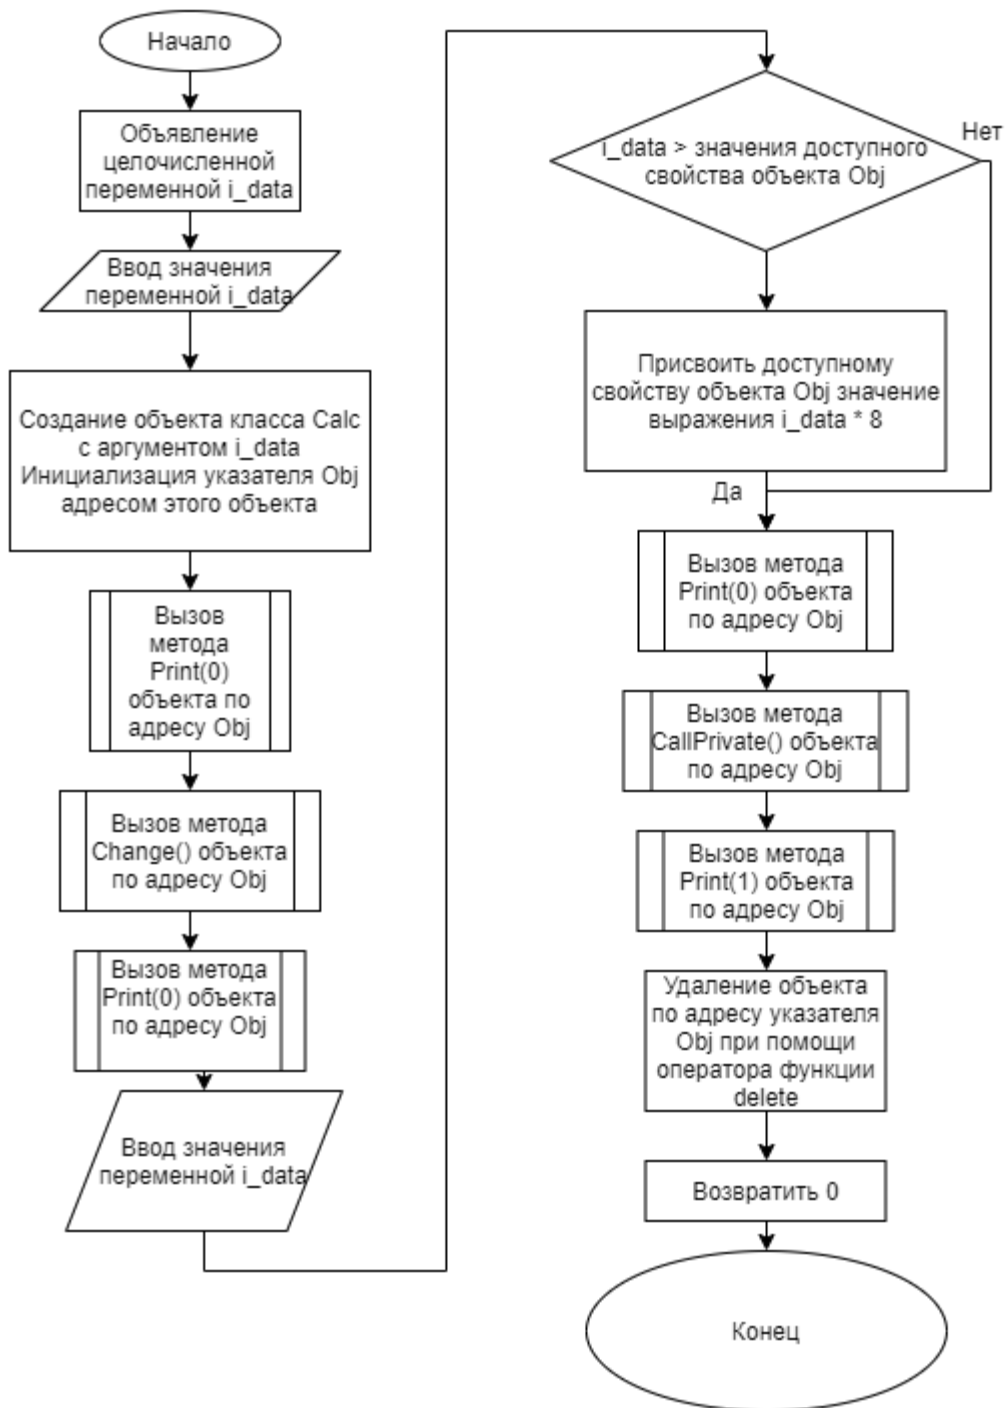 Начало
Объявление
целочисленной
переменной i_data
Ввод значения
переменной i_data
Создание объекта класса Calc
с аргументом i_data
Инициализация указателя Obj
адресом этого объекта
Вызов
метода
Print(0)
объекта по
адресу Obj
Вызов метода
Change() объекта
по адресу Obj
Вызов метода
Print(0) объекта
по адресу Obj
Ввод значения
переменной i_data
i_data > значения доступного
свойства объекта Obj
Нет
Присвоить доступному
свойству объекта Obj значение
выражения i_data * 8
Да
Вызов метода
Print(0) объекта
по адресу Obj
Вызов метода
CallPrivate() объекта
по адресу Obj
Вызов метода
Print(1) объекта
по адресу Obj
Удаление объекта
по адресу указателя
Obj при помощи
оператора функции
delete
Возвратить 0
Конец